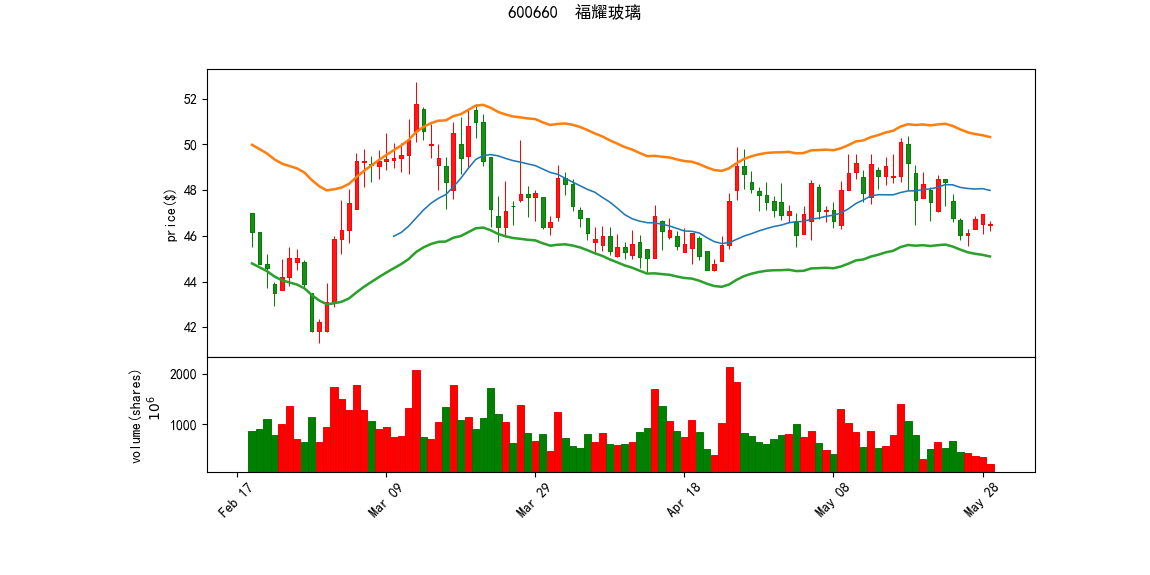 600660 福耀玻璃
price($)
52
50
48
46
44
42
volume(shares)
10^6
2000
1000
Feb 17
Mar 09
Mar 29
Apr 18
May 08
May 28